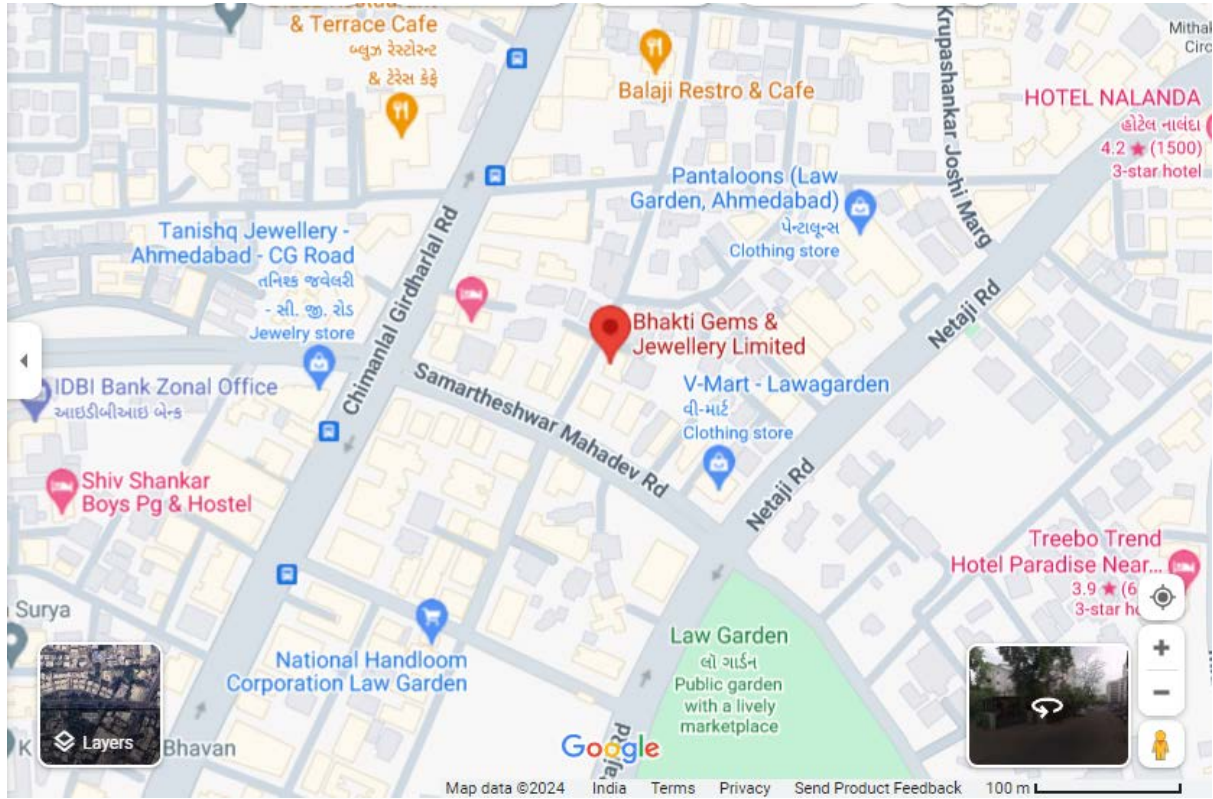 & Terrace Cafe
બ્લુઝ રેસ્ટોરન્ટ
& ટેરેસ કેફે
Balaji Restro & Cafe
Krupashankar Joshi Marg
HOTEL NALANDA
હોટેલ નાલંદા
4.2 ★ (1500)
3-star hotel
Pantaloons (Law
Garden, Ahmedabad)
પેન્ટાલૂન્સ
Clothing store
Tanishq Jewellery -
Ahmedabad - CG Road
તનિશ્ક જ્વેલરી
- સી. જી. રોડ
Jewelry store
Chimanlal Girdharlal Rd
Bhakti Gems &
Jewellery Limited
Netaji Rd
IDBI Bank Zonal Office
આઇડીબીઆઇ બેન્ક
Samartheshwar Mahadev Rd
V-Mart - Lawagarden
વી-માર્ટ
Clothing store
Shiv Shankar
Boys Pg & Hostel
Netaji Rd
Treebo Trend
Hotel Paradise Near...
3.9 ★ (6
3-star
Surya
National Handloom
Corporation Law Garden
Law Garden
લો ગાર્ડન
Public garden
with a lively
marketplace
Layers
Bhavan
Google
Map data ©2024 India Terms Privacy Send Product Feedback 100 m